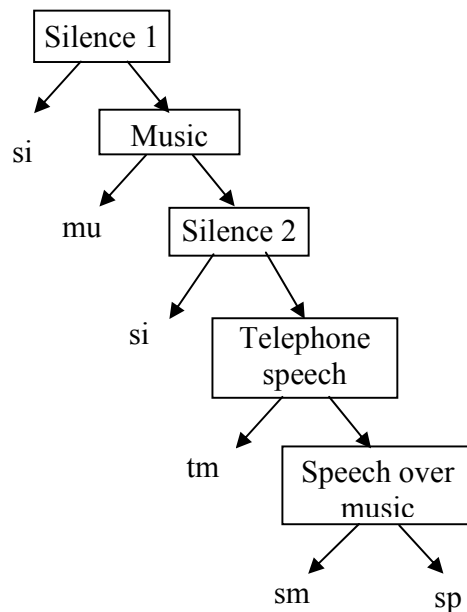 Silence 1
si
Music
mu
Silence 2
si
Telephone
speech
tm
Speech over
music
sm sp